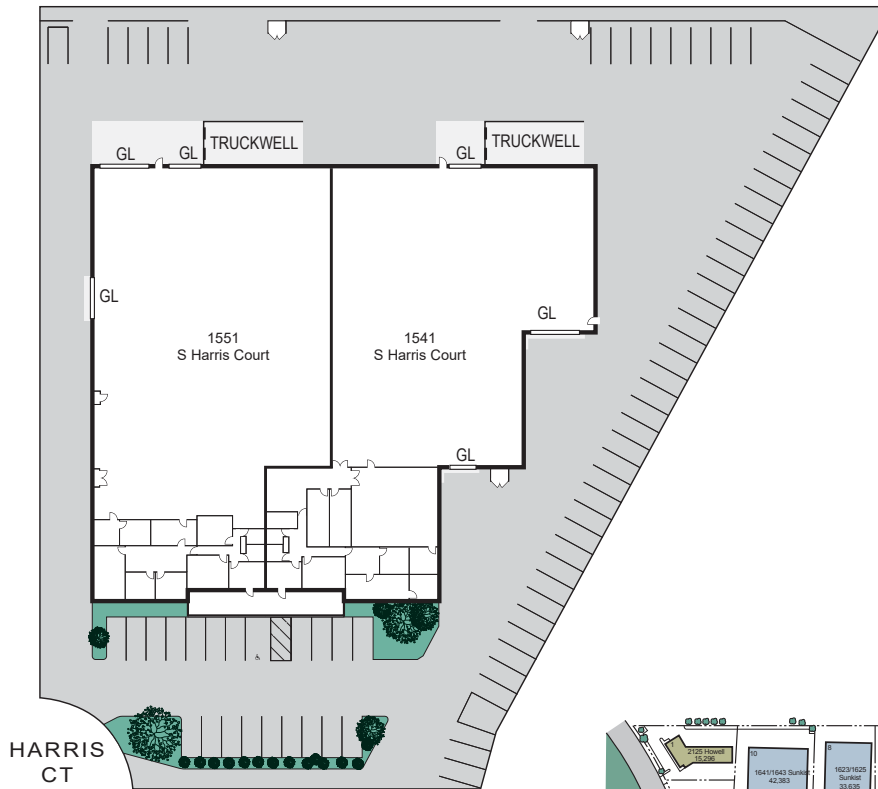 TRUCKWELL
TRUCKWELL
GL
GL
GL
GL
1551
S Harris Court
1541
S Harris Court
GL
GL
HARRIS
CT
1
2125 Howell
15,296
10
1641/1643 Sunkist
42,383
8
1623/1625
Sunkist
33,635